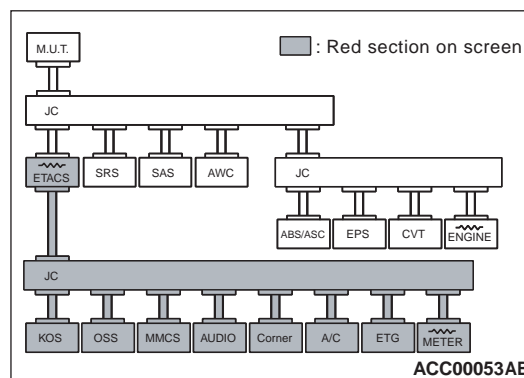 M.U.T.
: Red section on screen
JC
ETACS
SRS
SAS
AWC
JC
ABS/ASC
EPS
CVT
ENGINE
JC
KOS
OSS
MMCS
AUDIO
Corner
A/C
ETG
METER
ACC00053AE